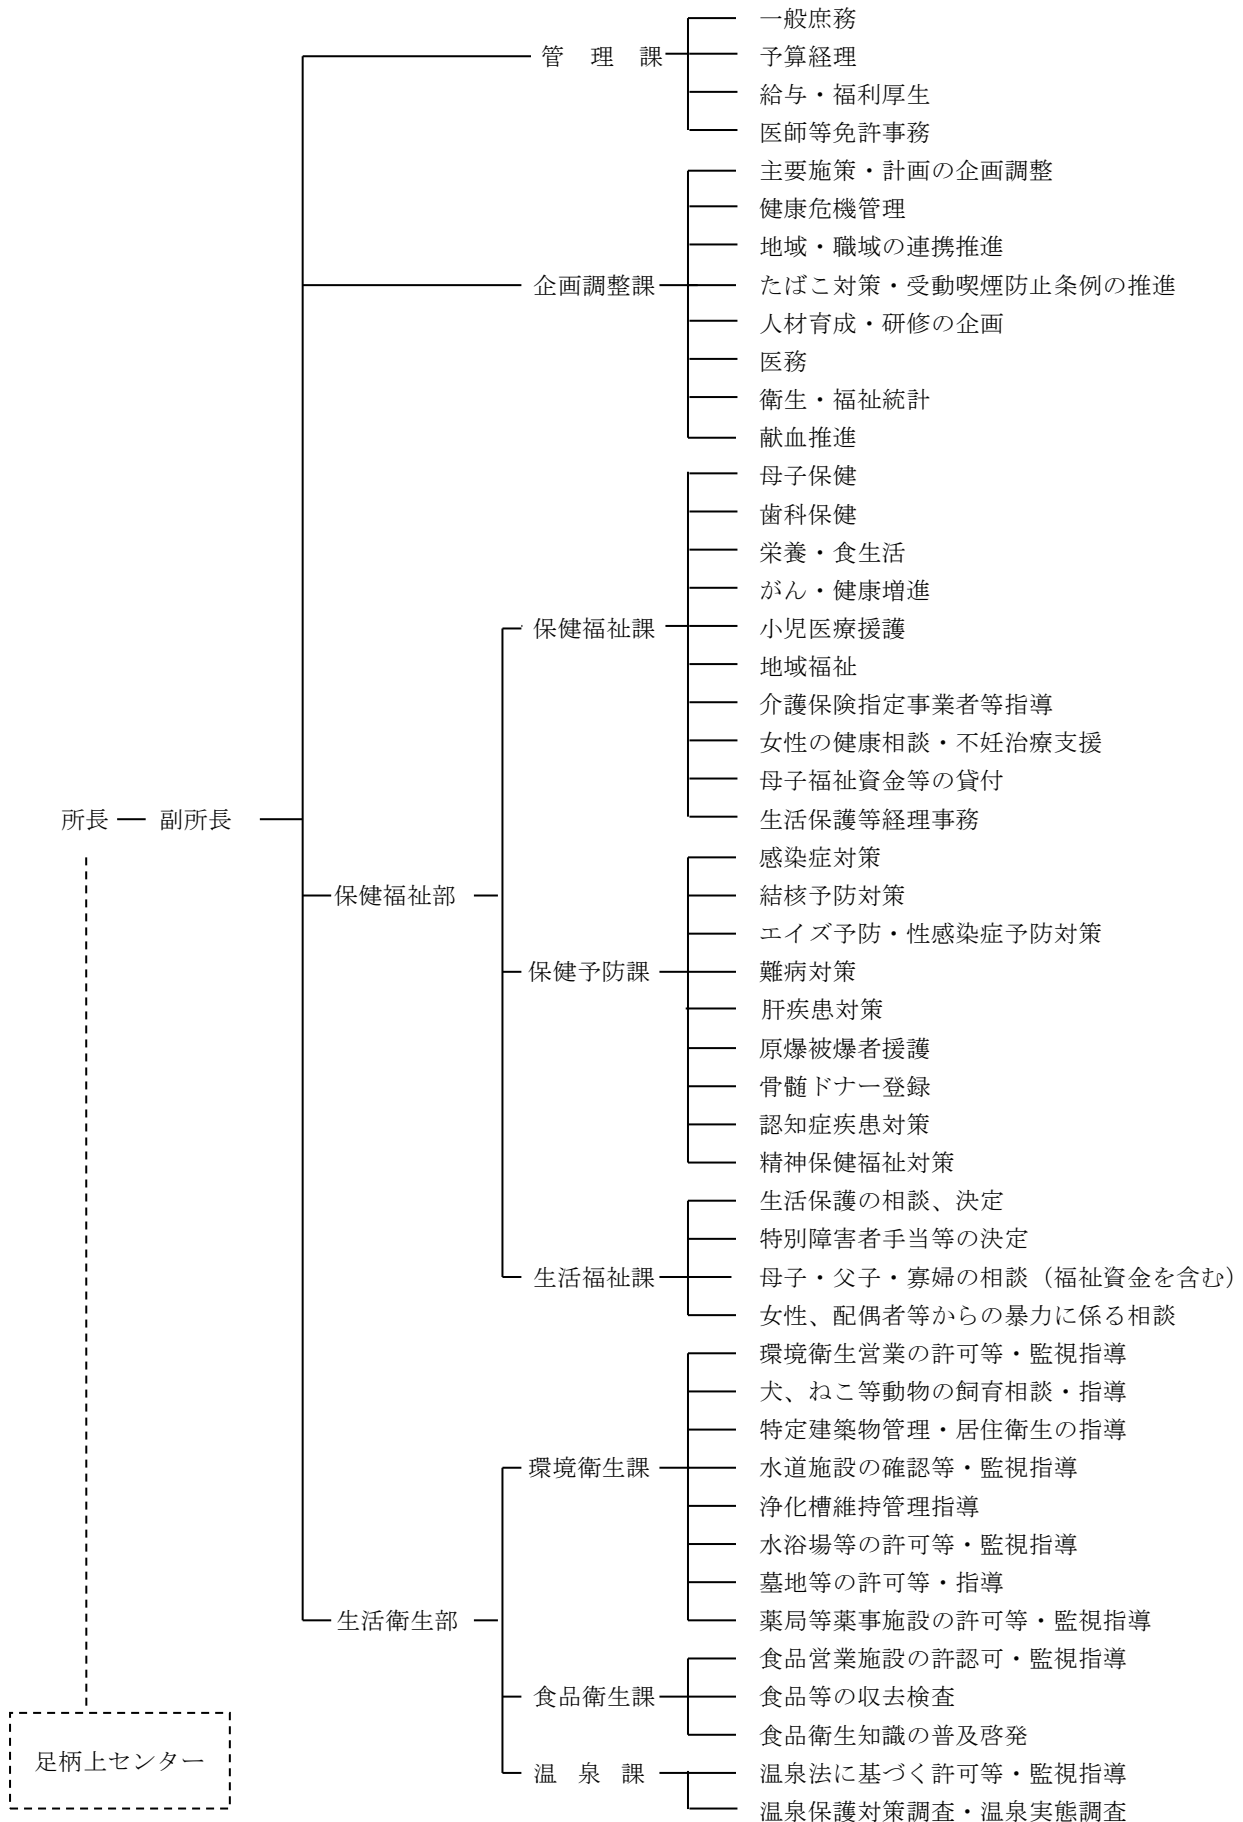 一般庶務
管理課
予算経理
給与・福利厚生
医師等免許事務
主要施策・計画の企画調整
健康危機管理
地域・職域の連携推進
企画調整課
たばこ対策・受動喫煙防止条例の推進
人材育成・研修の企画
医務
衛生・福祉統計
献血推進
母子保健
歯科保健
栄養・食生活
がん・健康増進
保健福祉課
小児医療援護
地域福祉
介護保険指定事業者等指導
女性の健康相談・不妊治療支援
母子福祉資金等の貸付
所長
副所長
生活保護等経理事務
感染症対策
保健福祉部
結核予防対策
エイズ予防・性感染症予防対策
保健予防課
難病対策
肝疾患対策
原爆被爆者援護
骨髄ドナー登録
認知症疾患対策
精神保健福祉対策
生活保護の相談、決定
特別障害者手当等の決定
生活福祉課
母子・父子・寡婦の相談（福祉資金を含む）
女性、配偶者等からの暴力に係る相談
環境衛生営業の許可等・監視指導
犬、ねこ等動物の飼育相談・指導
特定建築物管理・居住衛生の指導
環境衛生課
水道施設の確認等・監視指導
浄化槽維持管理指導
水浴場等の許可等・監視指導
墓地等の許可等・指導
生活衛生部
薬局等薬事施設の許可等・監視指導
食品営業施設の許認可・監視指導
食品衛生課
食品等の収去検査
食品衛生知識の普及啓発
足柄上センター
温泉課
温泉法に基づく許可等・監視指導
温泉保護対策調査・温泉実態調査